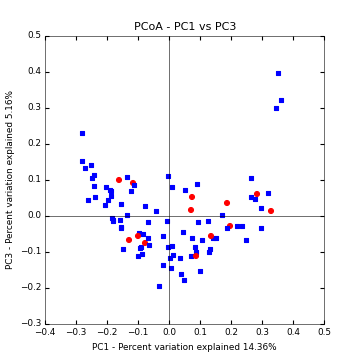 PCoA - PC1 vs PC3
PC3 - Percent variation explained 5.16%
0.5
0.4
0.3
0.2
0.1
0.0
−0.1
−0.2
−0.3
−0.4 −0.3 −0.2 −0.1 0.0 0.1 0.2 0.3 0.4 0.5
PC1 - Percent variation explained 14.36%